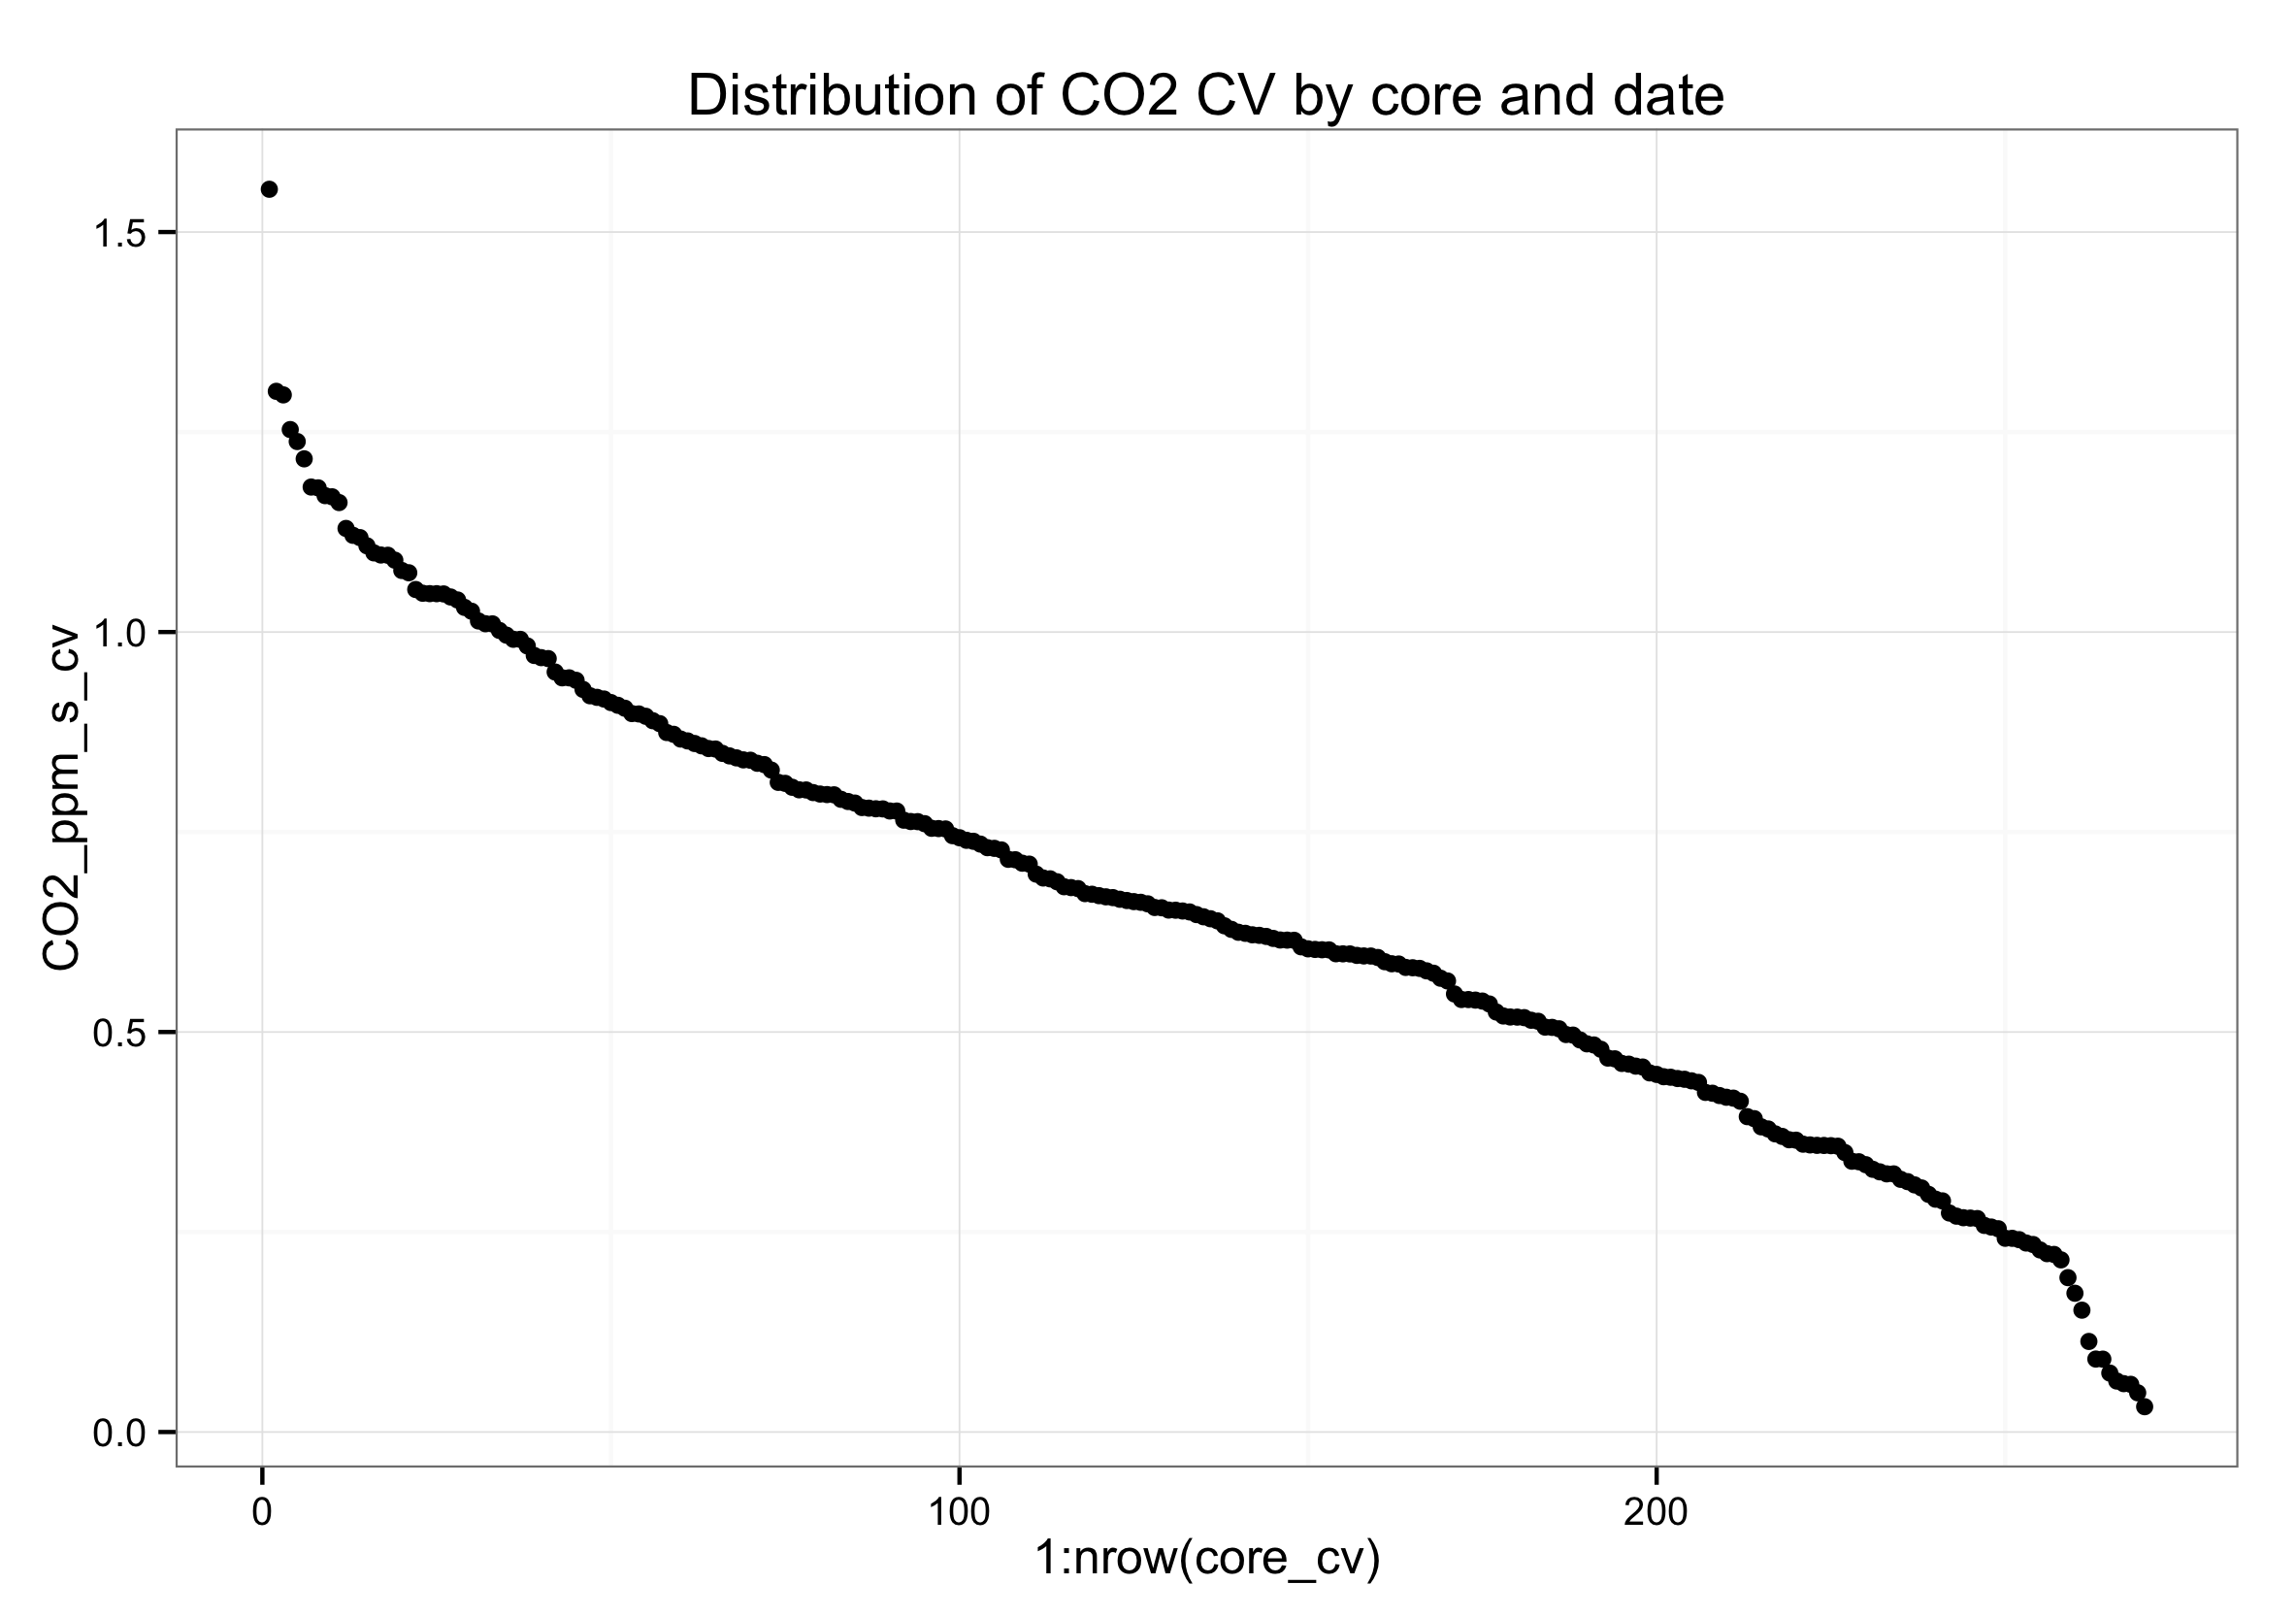 Distribution of CO2 CV by core and date
1.5
1.0
0.5
0.0
CO2_ppm_s_cv
0
100
200
1:nrow(core_cv)